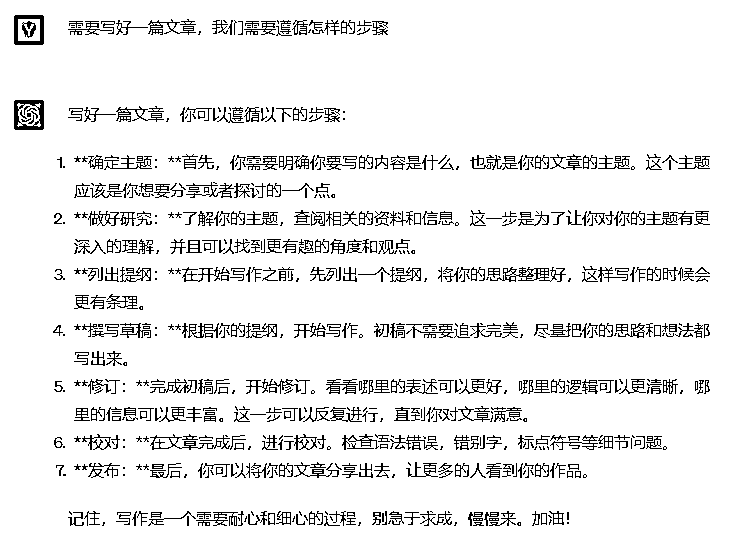 需要写好一篇文章，我们需要遵循怎样的步骤
写好一篇文章，你可以遵循以下的步骤：
1. **确定主题：**首先，你需要明确你要写的内容是什么，也就是你的文章的主题。这个主题
应该是你想要分享或者探讨的一个点。
2. **做好研究：**了解你的主题，查阅相关的资料和信息。这一步是为了让你对你的主题有更
深入的理解，并且可以找到更有趣的角度和观点。
3. **列出提纲：**在开始写作之前，先列出一个提纲，将你的思路整理好，这样写作的时候会
更有条理。
4. **撰写草稿：**根据你的提纲，开始写作。初稿不需要追求完美，尽量把你的思路和想法都
写出来。
5. **修订：**完成初稿后，开始修订。看看哪里的表述可以更好，哪里的逻辑可以更清晰，哪
里的信息可以更丰富。这一步可以反复进行，直到你对文章满意。
6. **校对：**在文章完成后，进行校对。检查语法错误，错别字，标点符号等细节问题。
7. **发布：**最后，你可以将你的文章分享出去，让更多的人看到你的作品。
记住，写作是一个需要耐心和细心的过程，别急于求成，慢慢来。加油！